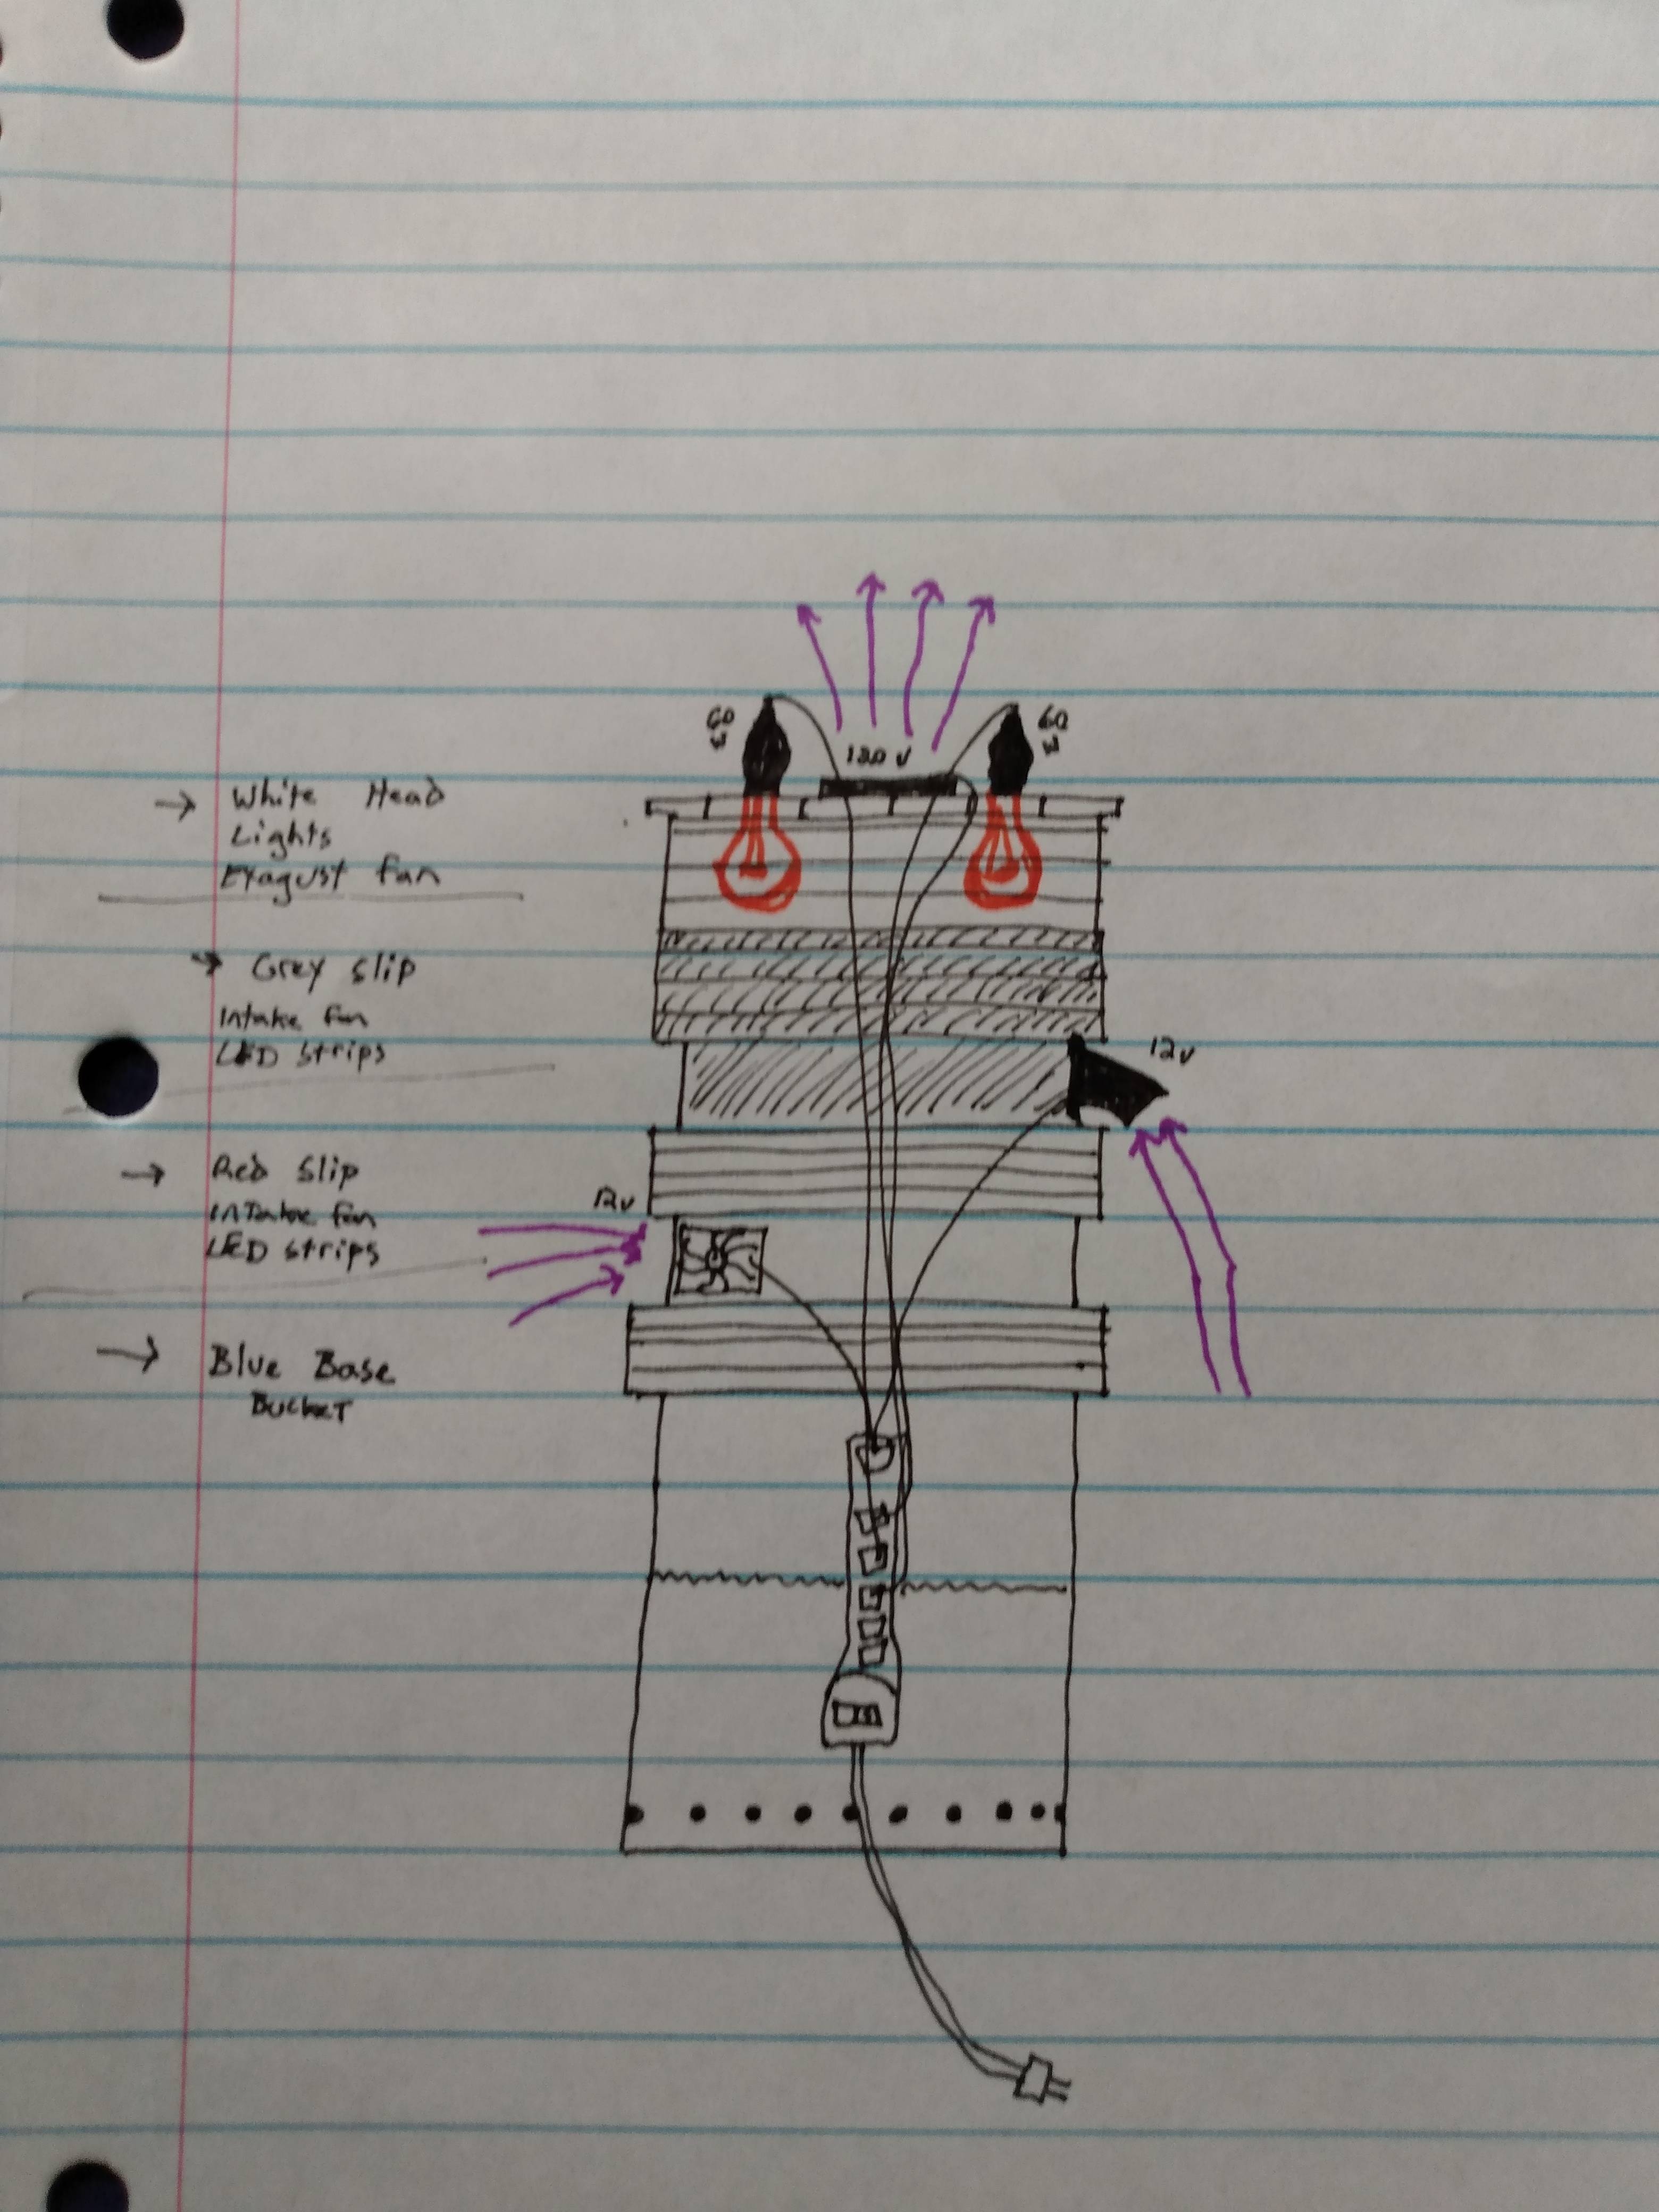 60
w
60
w
120 v
→ White Head
Lights
Exagust fan
→ Grey slip
Intake fan
LED strips
12v
→ Red slip
Intake fan
LED strips
12v
→ Blue Base
Bucket